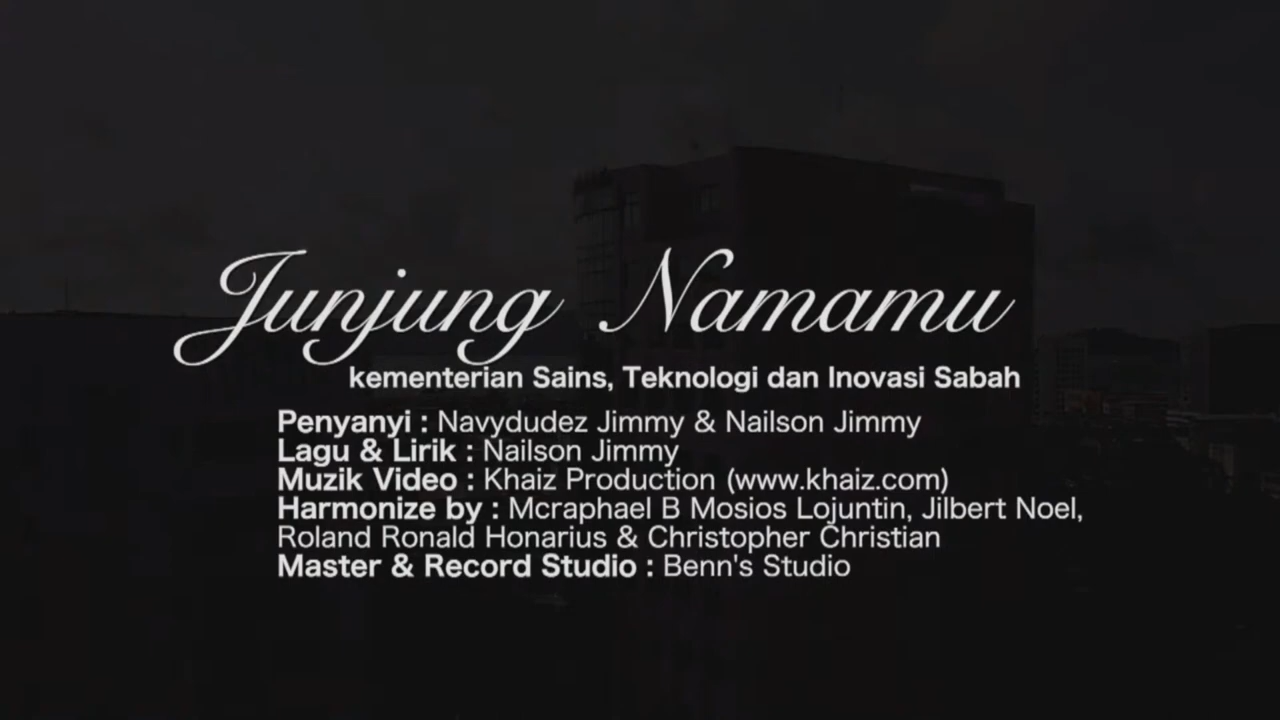 Junjung Namamu
kementerian Sains, Teknologi dan Inovasi Sabah
Penyanyi : Navydudez Jimmy & Nailson Jimmy
Lagu & Lirik : Nailson Jimmy
Muzik Video : Khaiz Production (www.khaiz.com)
Harmonize by : Mcraphael B Mosios Lojuntin, Jilbert Noel,
Roland Ronald Honarius & Christopher Christian
Master & Record Studio : Benn's Studio